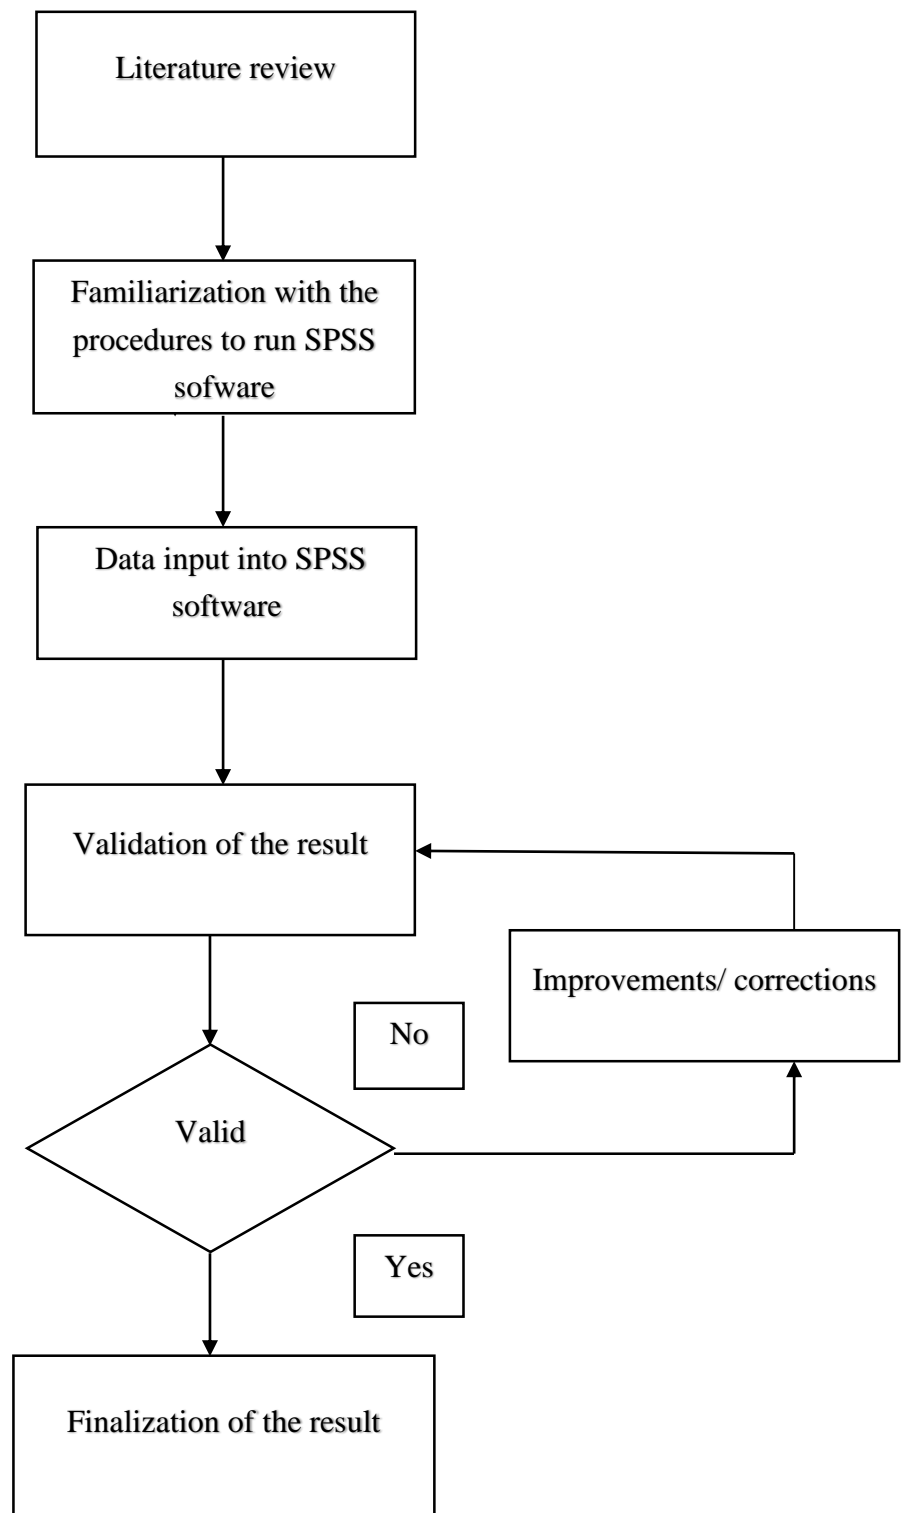 Literature review
Familiarization with the
procedures to run SPSS
sofware
Data input into SPSS
software
Validation of the result
Improvements/ corrections
No
Valid
Yes
Finalization of the result